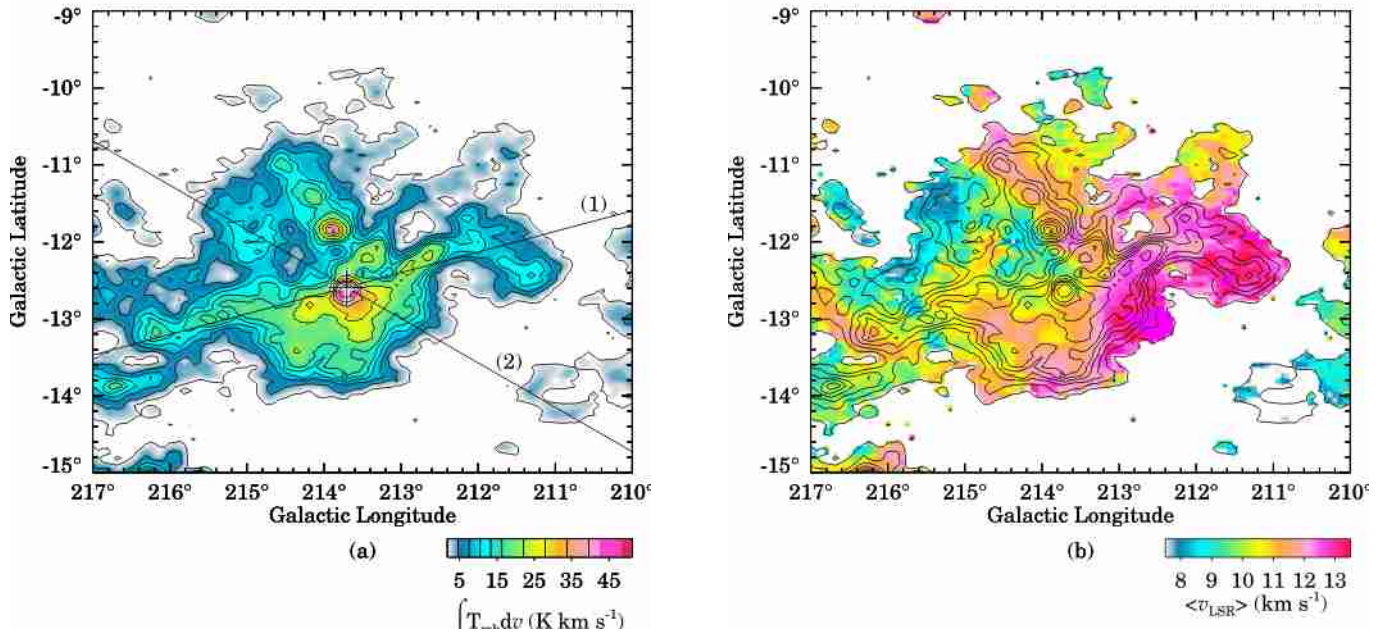 -9°
-10°
-11°
-12°
-13°
-14°
-15°
Galactic Latitude
(1)
(2)
217° 216° 215° 214° 213° 212° 211° 210°
Galactic Longitude
(a)
5 15 25 35 45
dv (K km s⁻¹)
-9°
-10°
-11°
-12°
-13°
-14°
-15°
Galactic Latitude
217° 216° 215° 214° 213° 212° 211° 210°
Galactic Longitude
(b)
8 9 10 11 12 13
<v_LSR> (km s⁻¹)